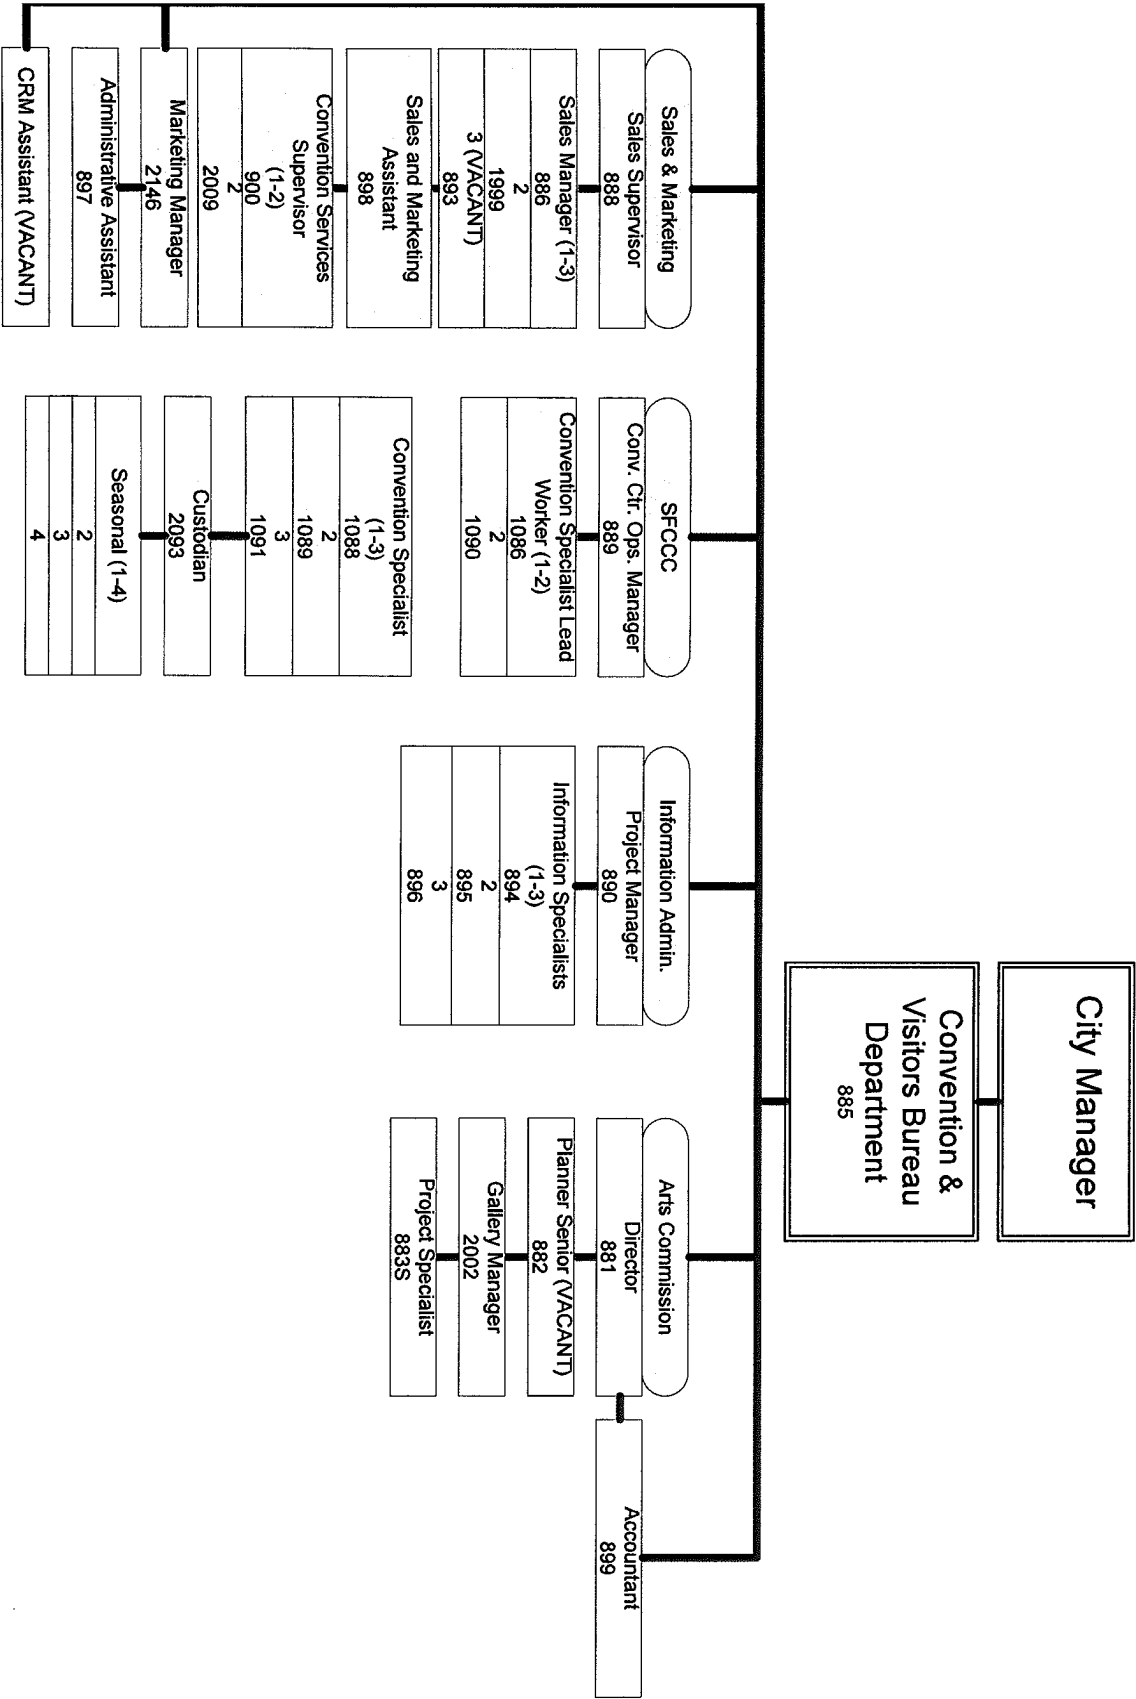 City Manager
Convention &
Visitors Bureau
Department
885
Sales & Marketing
Sales Supervisor
888
Sales Manager (1-3)
886
2
1999
3 (VACANT)
893
Sales and Marketing
Assistant
898
Convention Services
Supervisor
(1-2)
900
2
2009
Marketing Manager
2146
Administrative Assistant
897
CRM Assistant (VACANT)
SFCCC
Conv. Ctr. Ops. Manager
889
Convention Specialist Lead
Worker (1-2)
1086
2
1090
Convention Specialist
(1-3)
1088
2
1089
3
1091
Custodian
2093
Seasonal (1-4)
2
3
4
Information Admin.
Project Manager
890
Information Specialists
(1-3)
894
2
895
3
896
Arts Commission
Director
881
Planner Senior (VACANT)
882
Gallery Manager
2002
Project Specialist
883S
Accountant
899